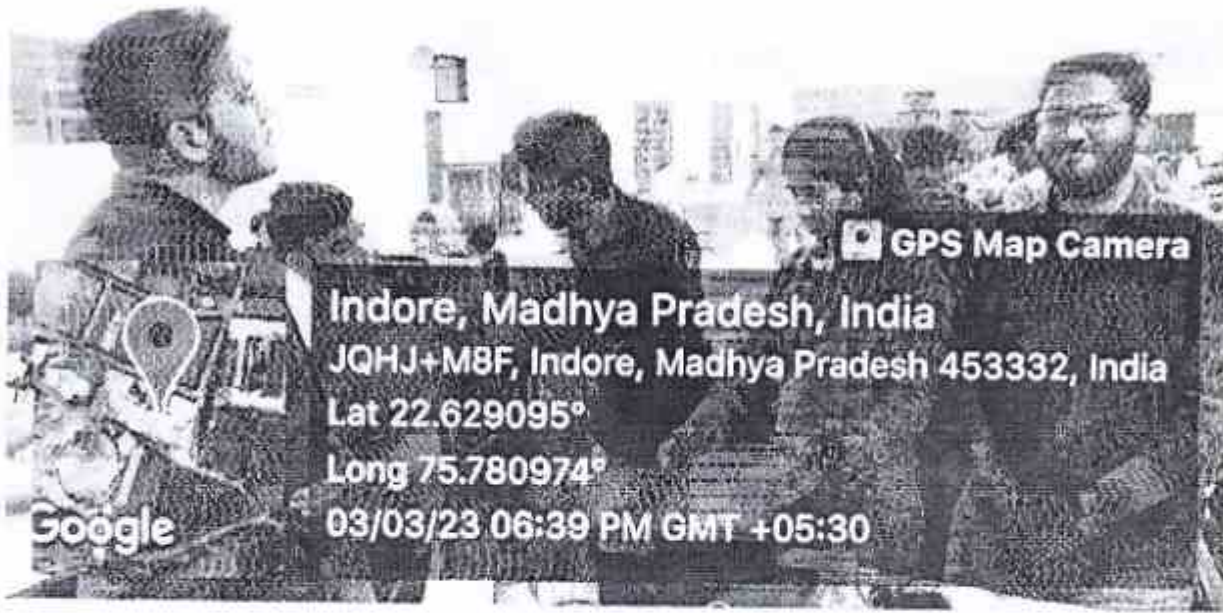 GPS Map Camera
Indore, Madhya Pradesh, India
JQHJ+M8F, Indore, Madhya Pradesh 453332, India
Lat 22.629095°
Long 75.780974°
03/03/23 06:39 PM GMT +05:30
Google